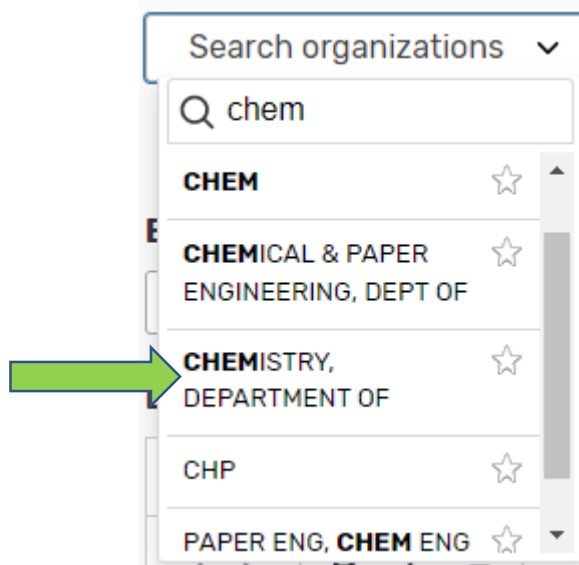 Search organizations
chem
CHEM
CHEMICAL & PAPER
ENGINEERING, DEPT OF
CHEMISTRY,
DEPARTMENT OF
CHP
PAPER ENG, CHEM ENG